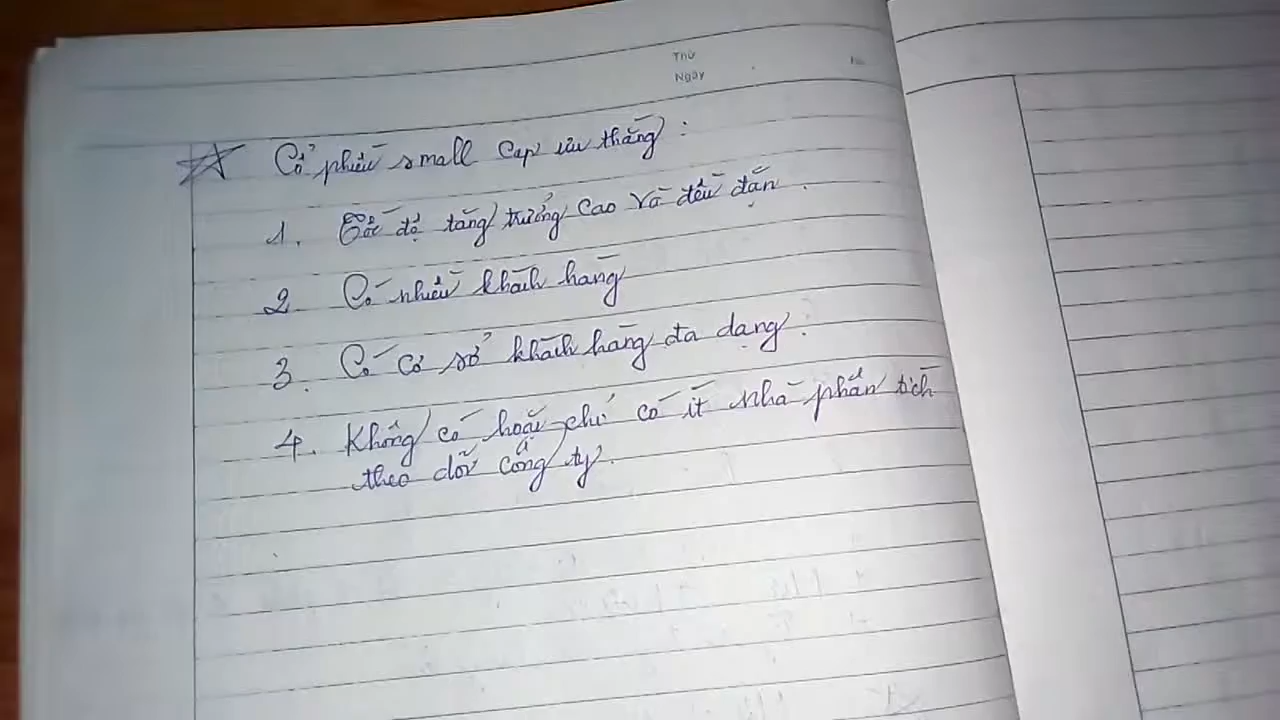 Thứ
Ngày
No.
Cổ phiếu small cap ưu thắng:
1. Tốc độ tăng trưởng cao và đều đặn.
2. Có nhiều khách hàng
3. Có cơ sở khách hàng đa dạng.
4. Không có hoặc chỉ có ít nhà phân tích
theo dõi công ty.